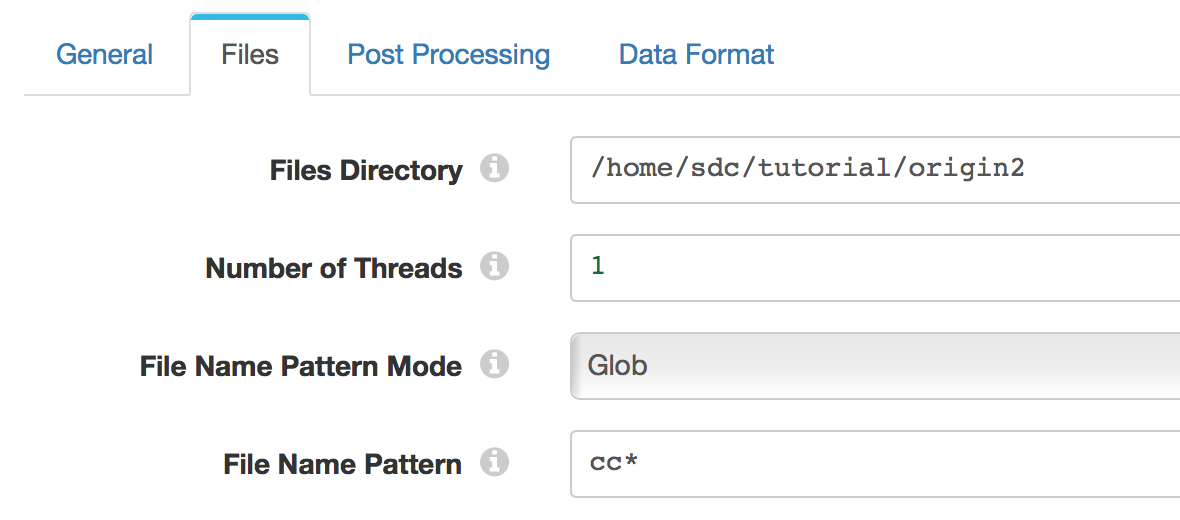 General Files Post Processing Data Format
Files Directory /home/sdc/tutorial/origin2
Number of Threads 1
File Name Pattern Mode Glob
File Name Pattern cc*